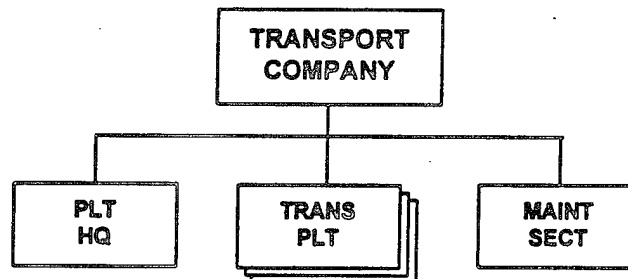 TRANSPORT
COMPANY
PLT
HQ
TRANS
PLT
MAINT
SECT